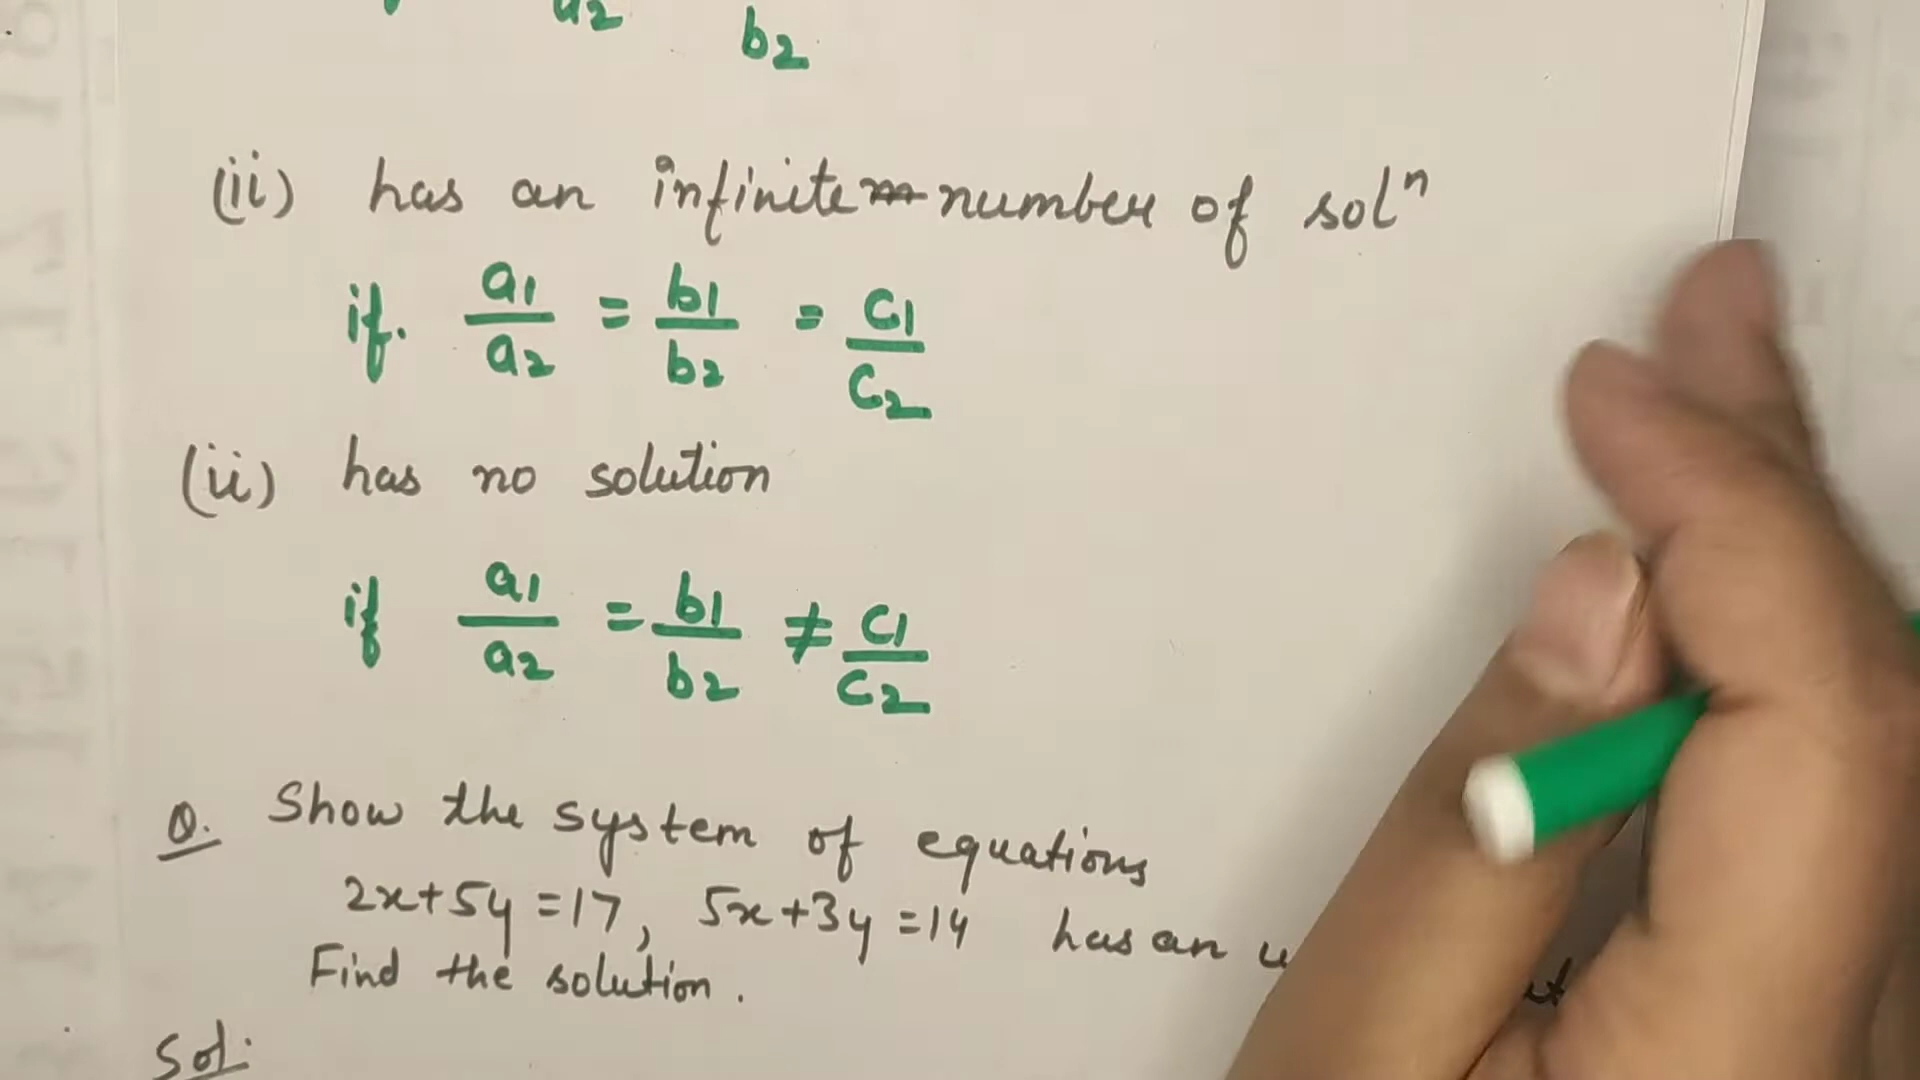 a2 b2
(ii) has an infinite number of solⁿ
if. a1/a2 = b1/b2 = C1/C2
(ii) has no solution
if a1/a2 = b1/b2 ≠ C1/C2
Q. Show the system of equations
2x+5y=17, 5x+3y=14 has an
Find the solution.
Sol: